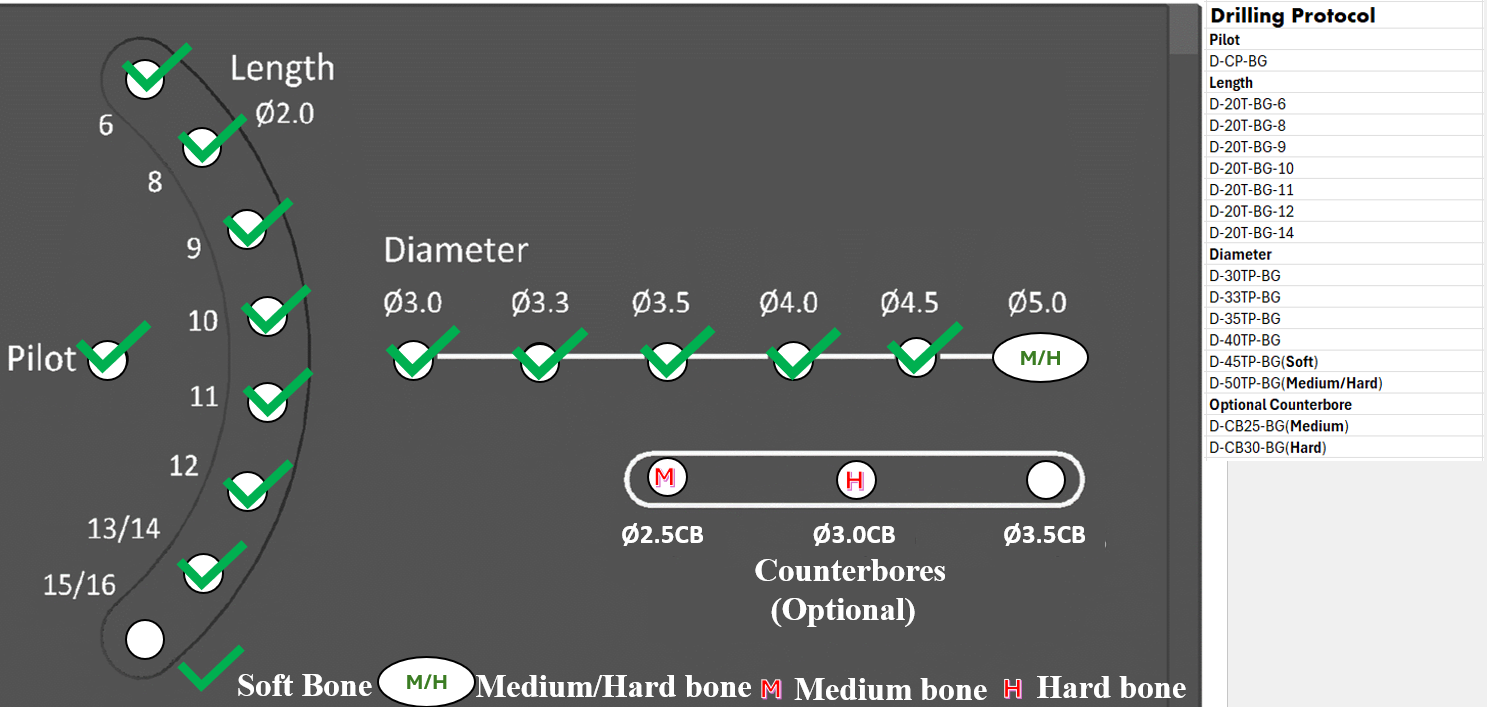 Length
Ø2.0
6
8
9
10
Pilot
11
12
13/14
15/16
Diameter
Ø3.0 Ø3.3 Ø3.5 Ø4.0 Ø4.5 Ø5.0
M/H
M H
Ø2.5CB Ø3.0CB Ø3.5CB
Counterbores
(Optional)
Soft Bone M/H Medium/Hard bone M Medium bone H Hard bone
Drilling Protocol
Pilot
D-CP-BG
Length
D-20T-BG-6
D-20T-BG-8
D-20T-BG-9
D-20T-BG-10
D-20T-BG-11
D-20T-BG-12
D-20T-BG-14
Diameter
D-30TP-BG
D-33TP-BG
D-35TP-BG
D-40TP-BG
D-45TP-BG(Soft)
D-50TP-BG(Medium/Hard)
Optional Counterbore
D-CB25-BG(Medium)
D-CB30-BG(Hard)